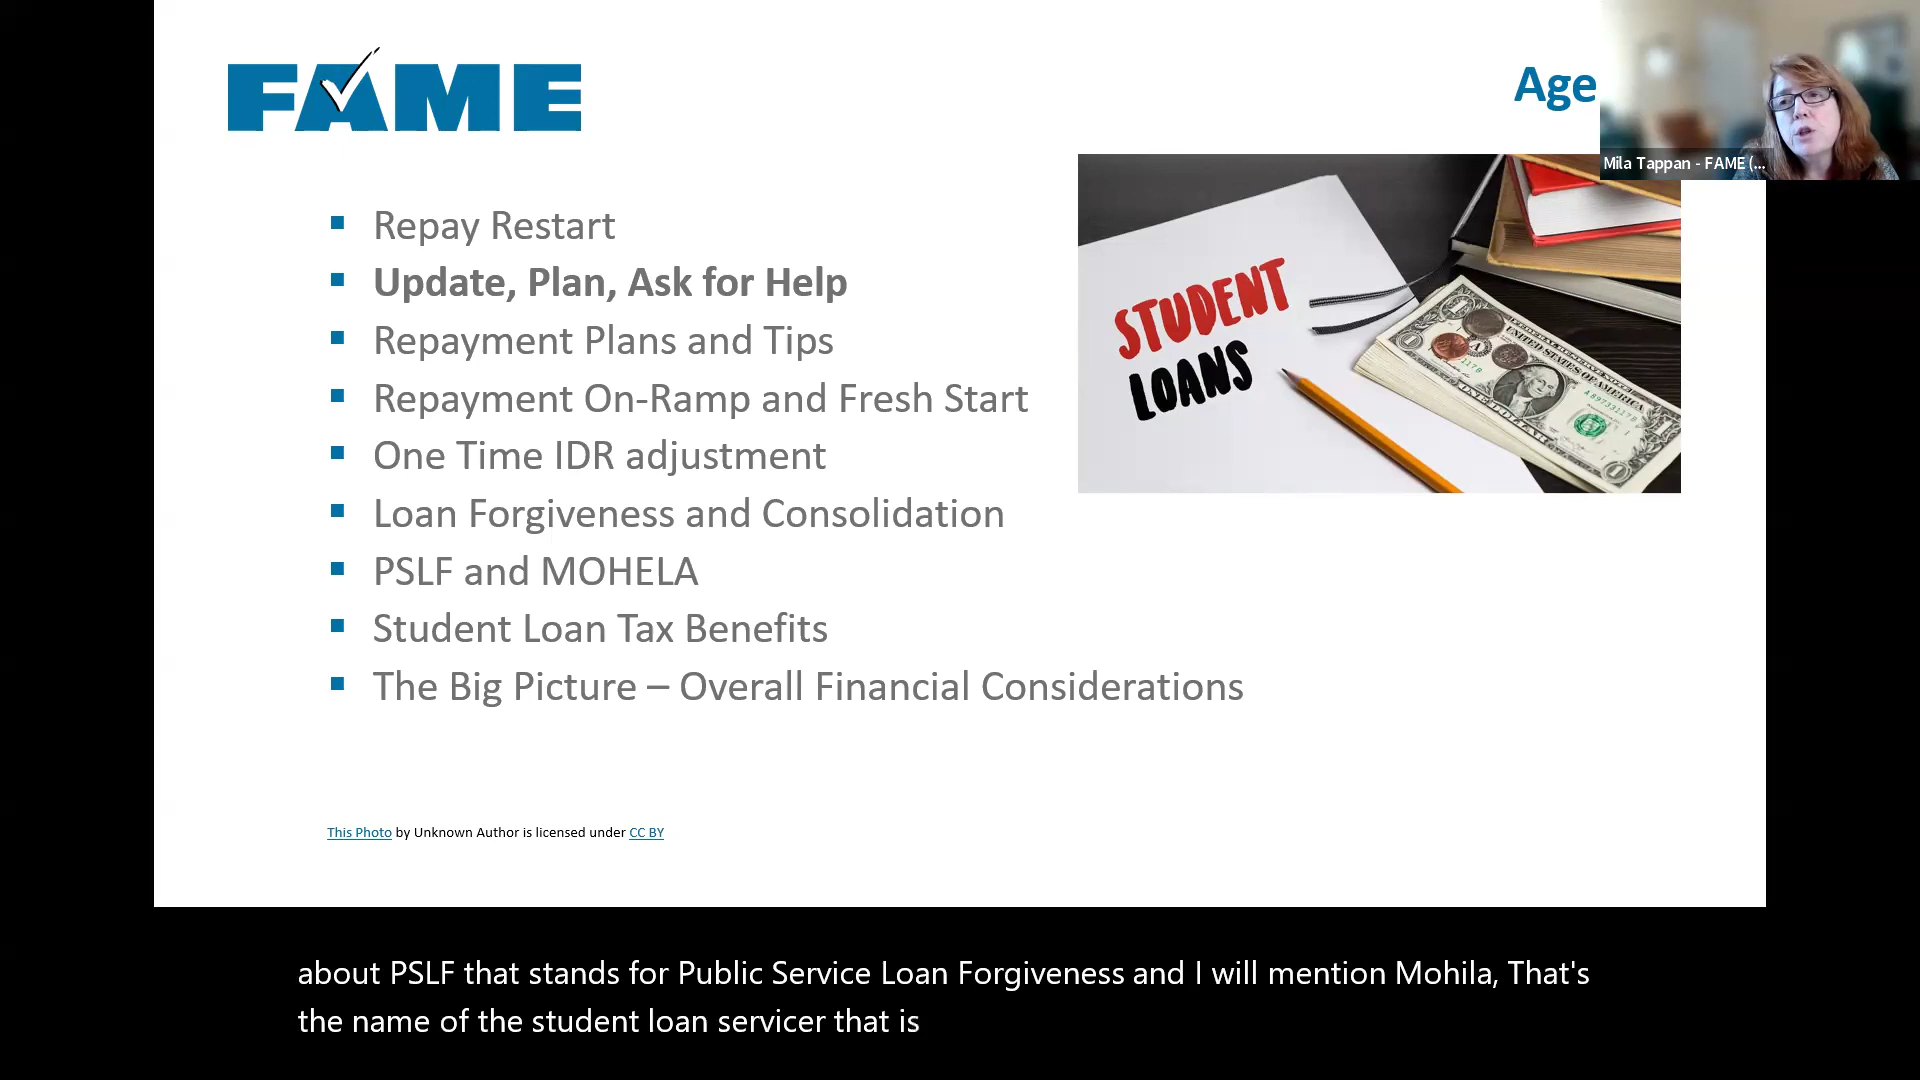 FAME
Age
Mila Tappan - FAME (...
Repay Restart
Update, Plan, Ask for Help
Repayment Plans and Tips
Repayment On-Ramp and Fresh Start
One Time IDR adjustment
Loan Forgiveness and Consolidation
PSLF and MOHELA
Student Loan Tax Benefits
The Big Picture – Overall Financial Considerations
STUDENT
LOANS
This Photo by Unknown Author is licensed under CC BY
about PSLF that stands for Public Service Loan Forgiveness and I will mention Mohila, That's
the name of the student loan servicer that is